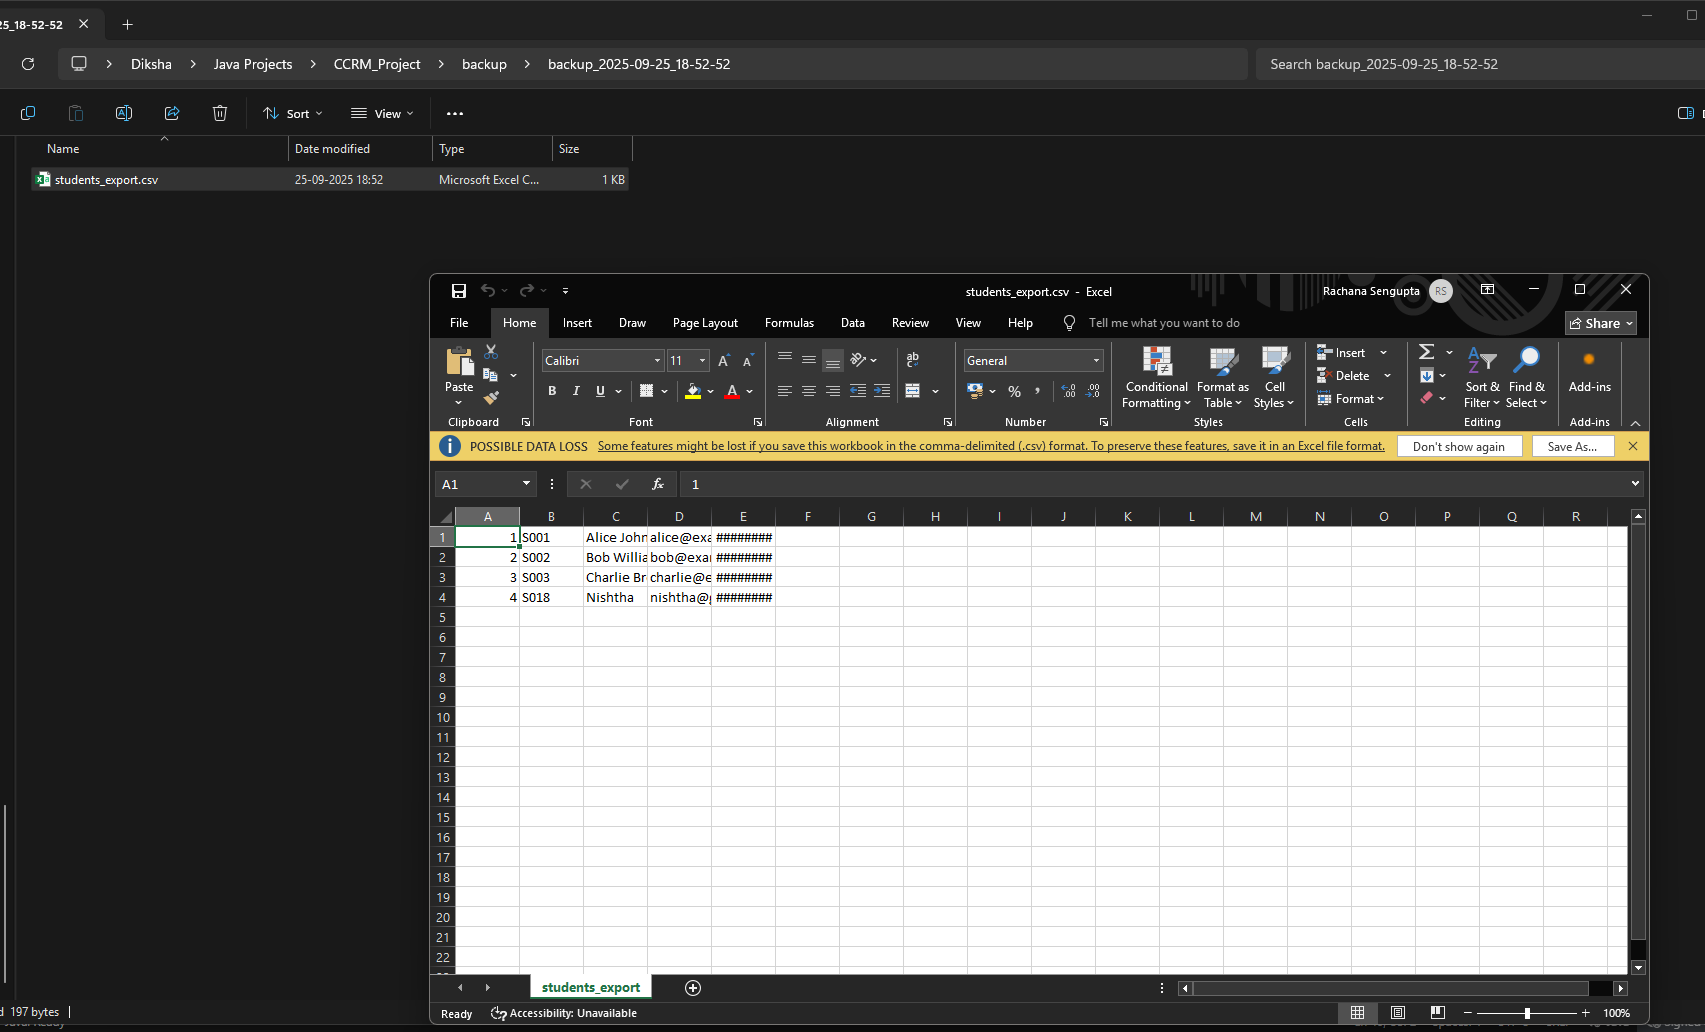 25_18-52-52
Diksha > Java Projects > CCRM_Project > backup > backup_2025-09-25_18-52-52
Search backup_2025-09-25_18-52-52
Sort View
Name Date modified Type Size
students_export.csv 25-09-2025 18:52 Microsoft Excel C... 1 KB
students_export.csv - Excel
Rachana Sengupta RS
File Home Insert Draw Page Layout Formulas Data Review View Help Tell me what you want to do Share
Paste
Calibri 11
B I U
A A
A
ab
General
% ,
Conditional Formatting
Format as Table
Cell Styles
Insert
Delete
Format
Sort & Filter
Find & Select
Add-ins
Clipboard Font Alignment Number Styles Cells Editing Add-ins
POSSIBLE DATA LOSS Some features might be lost if you save this workbook in the comma-delimited (.csv) format. To preserve these features, save it in an Excel file format. Don't show again Save As...
A1 fx 1
A B C D E F G H I J K L M N O P Q R
1 1 S001 Alice John alice@exa ########
2 2 S002 Bob Willia bob@exa ########
3 3 S003 Charlie Br charlie@e ########
4 4 S018 Nishtha nishtha@g ########
5
6
7
8
9
10
11
12
13
14
15
16
17
18
19
20
21
22
students_export
Ready Accessibility: Unavailable 100%
197 bytes